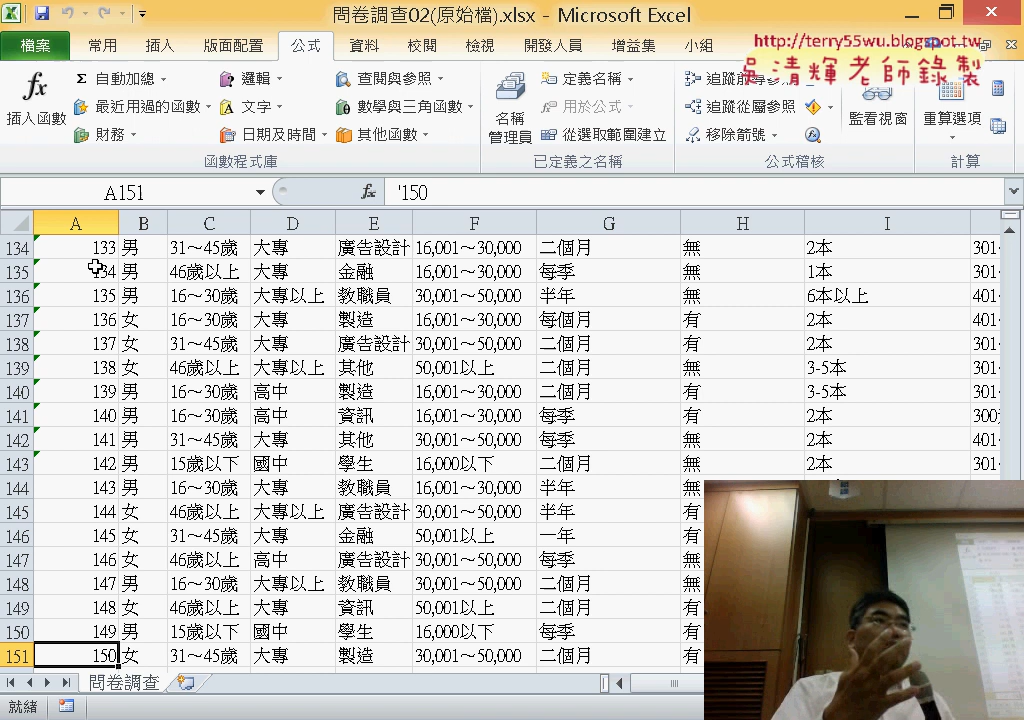 問卷調查02(原始檔).xlsx - Microsoft Excel
檔案 常用 插入 版面配置 公式 資料 校閱 檢視 開發人員 增益集 小組
http://terry55wu.blogspot.tw
吳清輝老師錄製
fx 插入函數
Σ 自動加總
最近用過的函數
財務
邏輯
文字
日期及時間
查閱與參照
數學與三角函數
其他函數
函數程式庫
名稱管理員
定義名稱
用於公式
從選取範圍建立
已定義之名稱
追蹤前導參照
追蹤從屬參照
移除箭號
公式稽核
監看視窗
重算選項
計算
A151 fx '150
A B C D E F G H I
134 133 男 31～45歲 大專 廣告設計 16,001～30,000 二個月 無 2本 301
135 134 男 46歲以上 大專 金融 16,001～30,000 每季 無 1本 301
136 135 男 16～30歲 大專以上 教職員 30,001～50,000 半年 無 6本以上 401
137 136 女 16～30歲 大專 製造 16,001～30,000 每個月 有 2本 401
138 137 女 31～45歲 大專 廣告設計 30,001～50,000 二個月 有 2本 301
139 138 女 46歲以上 大專以上 其他 50,001以上 二個月 無 3-5本 301
140 139 男 16～30歲 高中 製造 16,001～30,000 二個月 有 3-5本 301
141 140 男 16～30歲 高中 資訊 16,001～30,000 每季 有 2本 300
142 141 男 31～45歲 大專 其他 30,001～50,000 每季 無 2本 401
143 142 男 15歲以下 國中 學生 16,000以下 二個月 無 2本 301
144 143 男 16～30歲 大專 教職員 16,001～30,000 半年 無
145 144 女 46歲以上 大專以上 廣告設計 30,001～50,000 半年 有
146 145 女 31～45歲 大專 金融 50,001以上 一年 有
147 146 女 46歲以上 高中 廣告設計 30,001～50,000 每季 無
148 147 男 16～30歲 大專以上 教職員 30,001～50,000 二個月 無
149 148 女 46歲以上 大專 資訊 50,001以上 二個月 有
150 149 男 15歲以下 國中 學生 16,000以下 每季 有
151 150 女 31～45歲 大專 製造 30,001～50,000 二個月 有
問卷調查
就緒